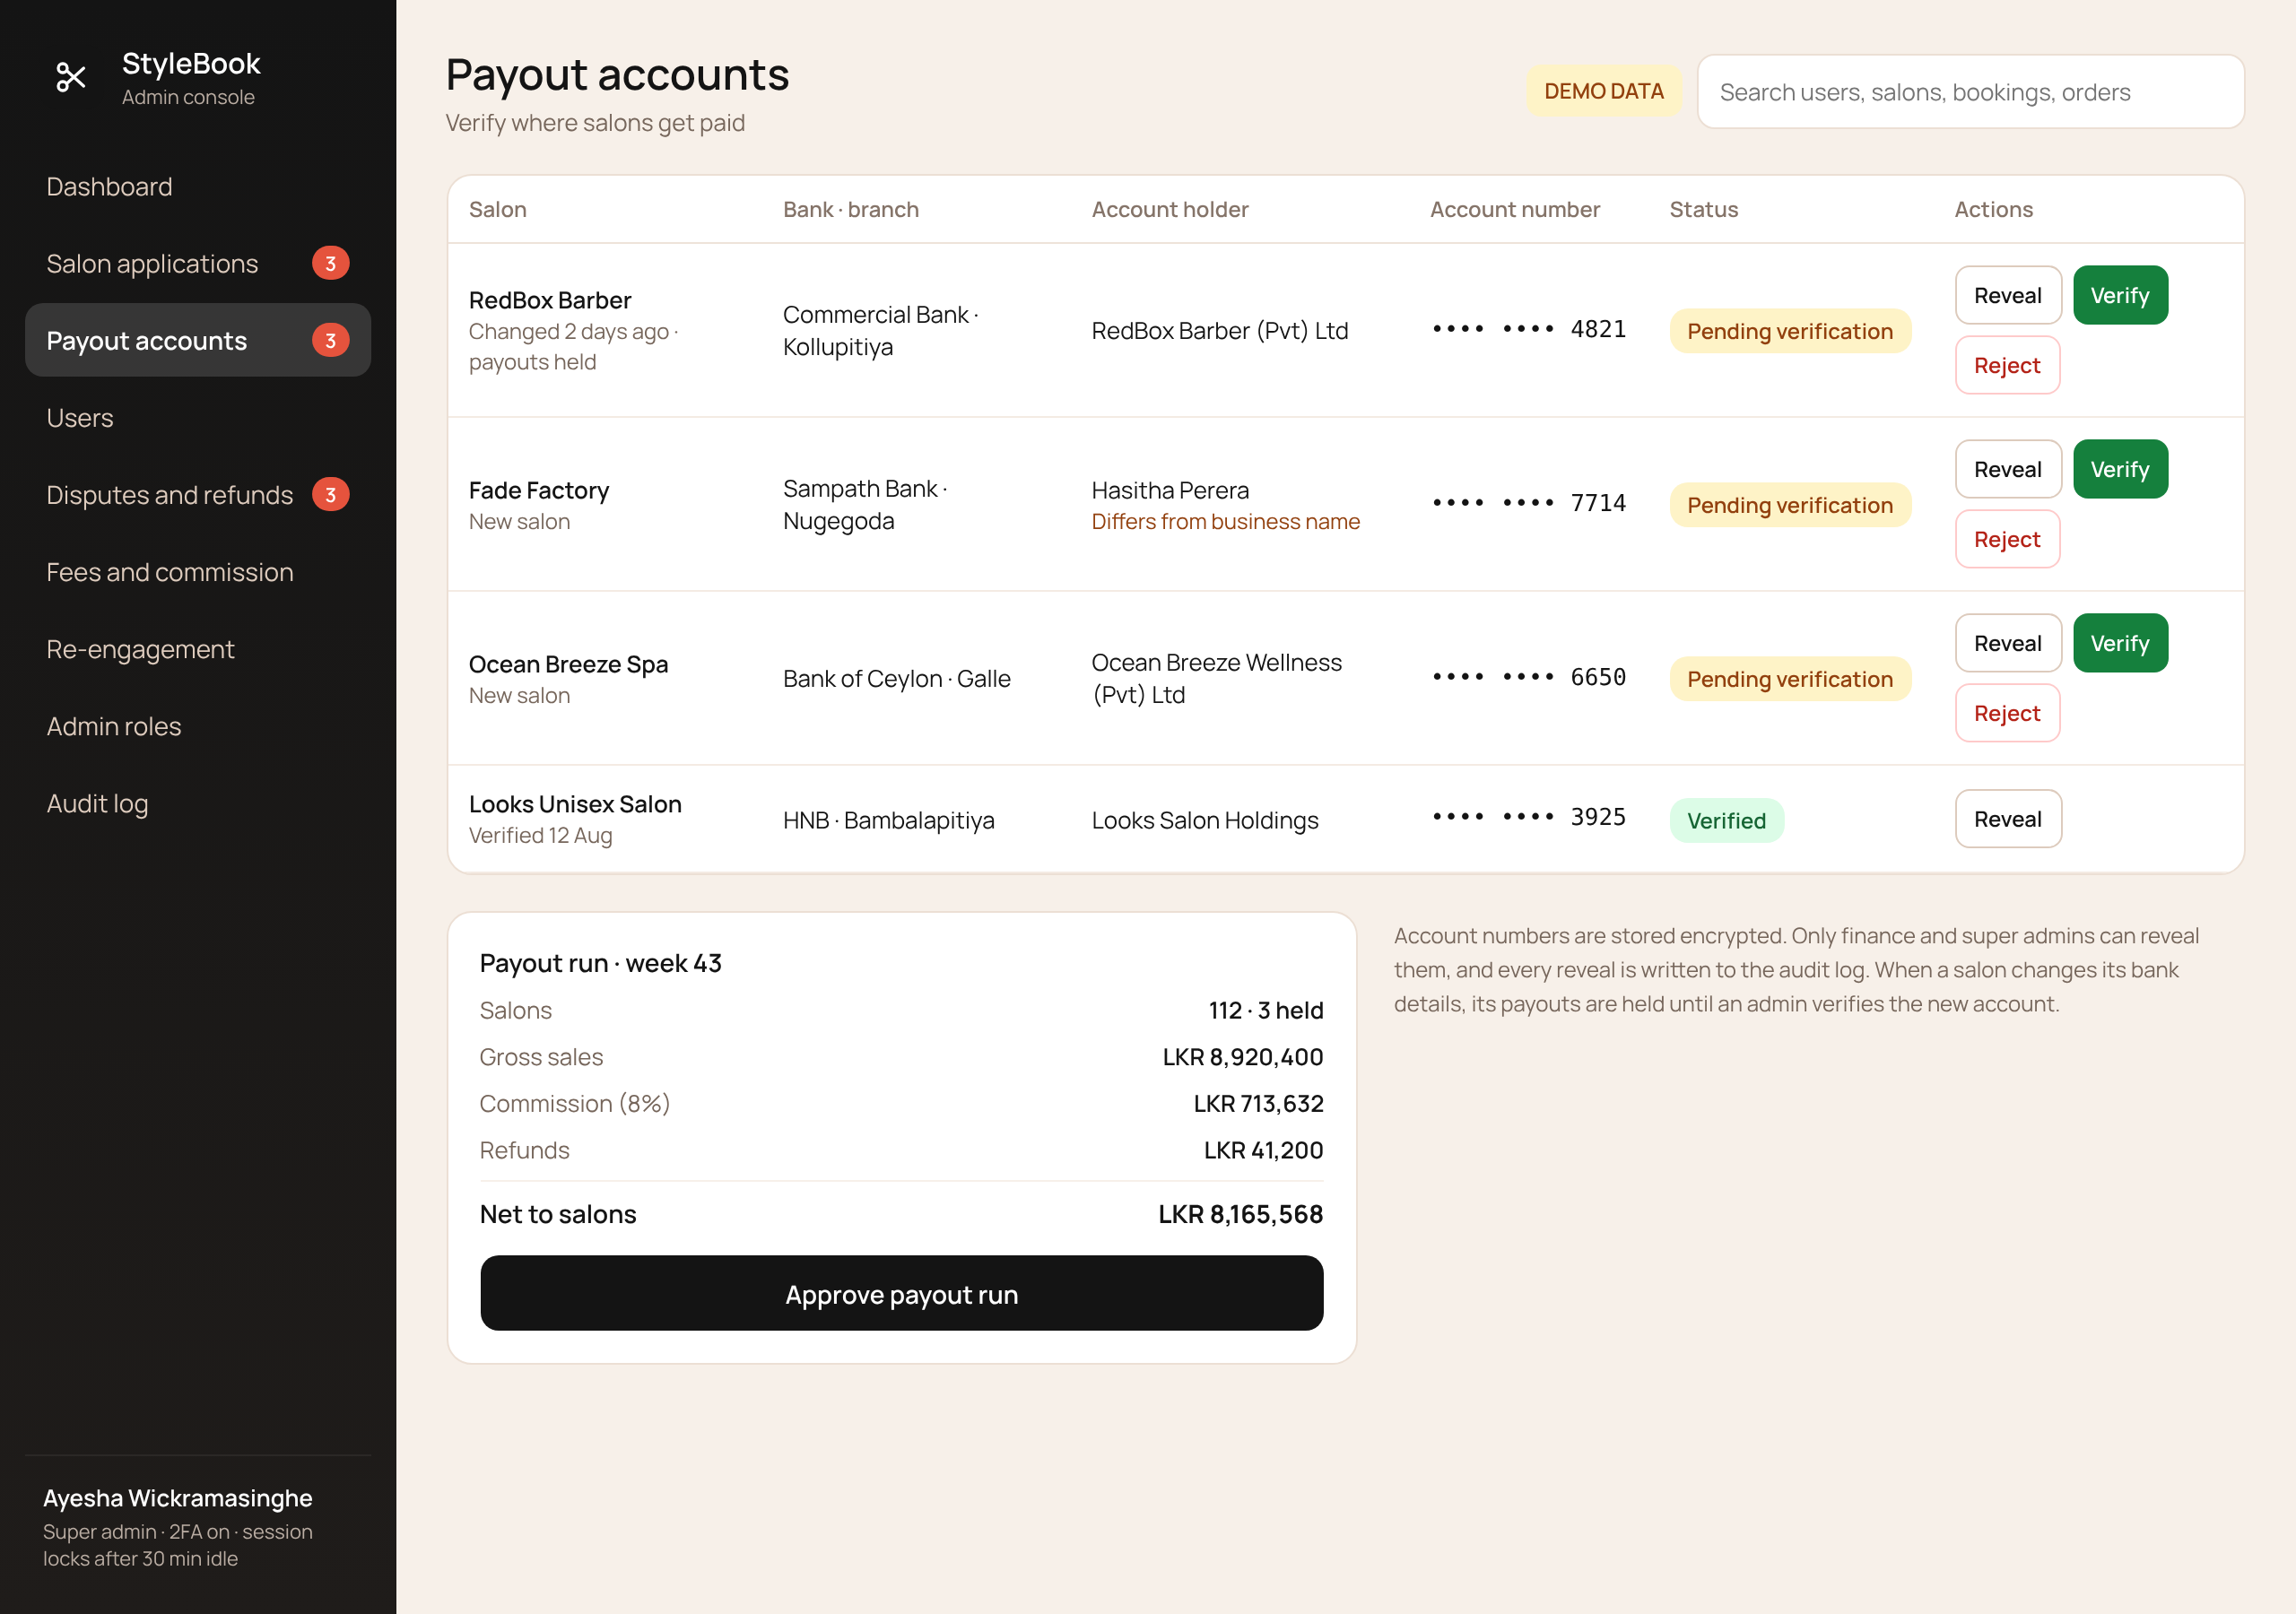 StyleBook
Admin console
Dashboard
Salon applications 3
Payout accounts 3
Users
Disputes and refunds 3
Fees and commission
Re-engagement
Admin roles
Audit log
Ayesha Wickramasinghe
Super admin · 2FA on · session
locks after 30 min idle
Payout accounts
Verify where salons get paid
DEMO DATA
Search users, salons, bookings, orders
Salon Bank · branch Account holder Account number Status Actions
RedBox Barber
Changed 2 days ago ·
payouts held
Commercial Bank ·
Kollupitiya
RedBox Barber (Pvt) Ltd
•••• •••• 4821
Pending verification
Reveal Verify
Reject
Fade Factory
New salon
Sampath Bank ·
Nugegoda
Hasitha Perera
Differs from business name
•••• •••• 7714
Pending verification
Reveal Verify
Reject
Ocean Breeze Spa
New salon
Bank of Ceylon · Galle
Ocean Breeze Wellness
(Pvt) Ltd
•••• •••• 6650
Pending verification
Reveal Verify
Reject
Looks Unisex Salon
Verified 12 Aug
HNB · Bambalapitiya
Looks Salon Holdings
•••• •••• 3925
Verified
Reveal
Payout run · week 43
Salons 112 · 3 held
Gross sales LKR 8,920,400
Commission (8%) LKR 713,632
Refunds LKR 41,200
Net to salons LKR 8,165,568
Approve payout run
Account numbers are stored encrypted. Only finance and super admins can reveal
them, and every reveal is written to the audit log. When a salon changes its bank
details, its payouts are held until an admin verifies the new account.